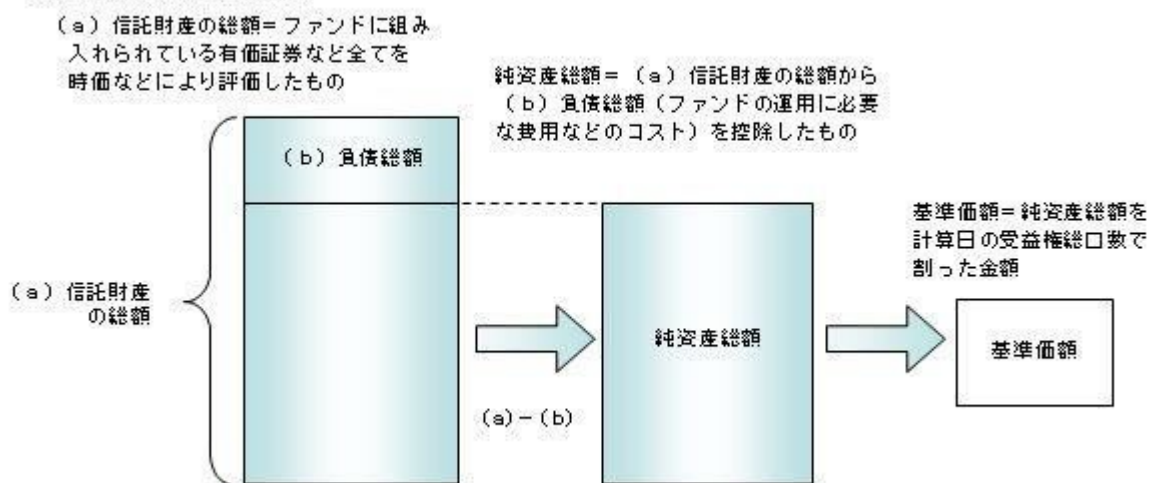 （a）信託財産の総額＝ファンドに組み
入れられている有価証券など全てを
時価などにより評価したもの
純資産総額＝（a）信託財産の総額から
（b）負債総額（ファンドの運用に必要
な費用などのコスト）を控除したもの
（b）負債総額
基準価額＝純資産総額を
計算日の受益権総口数で
割った金額
（a）信託財産
の総額
純資産総額
基準価額
(a)－(b)